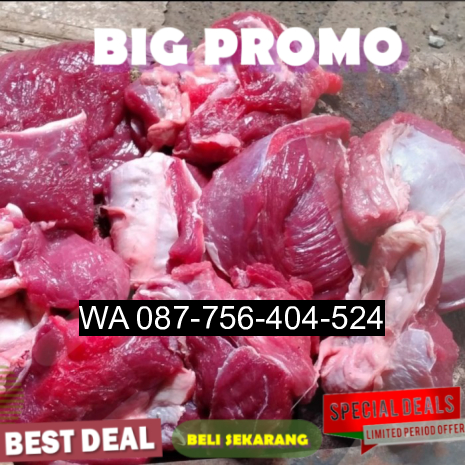 BIG PROMO
WA 087-756-404-524
SPECIAL DEALS
LIMITED PERIOD OFFER
BEST DEAL
BELI SEKARANG